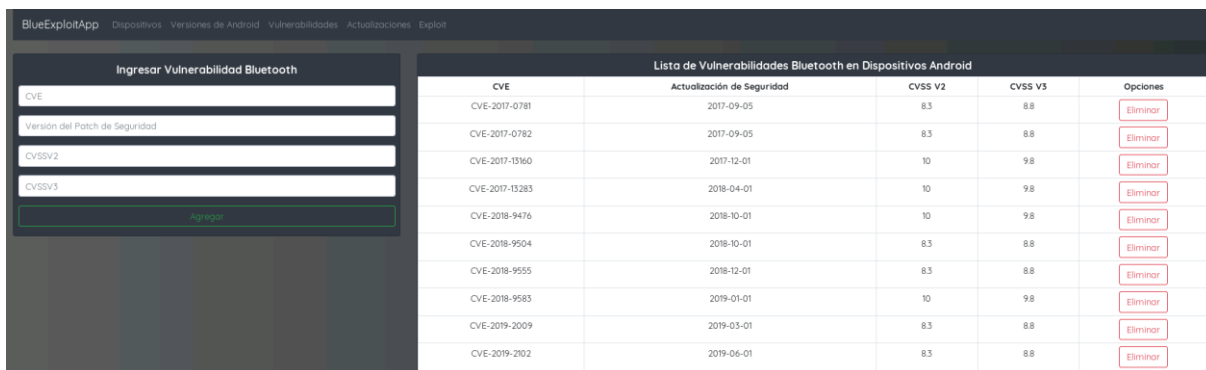 BlueExploitApp Dispositivos Versiones de Android Vulnerabilidades Actualizaciones Exploit
Ingresar Vulnerabilidad Bluetooth
CVE
Versión del Patch de Seguridad
CVSSV2
CVSSV3
Agregar
Lista de Vulnerabilidades Bluetooth en Dispositivos Android
CVE Actualización de Seguridad CVSS V2 CVSS V3 Opciones
CVE-2017-0781 2017-09-05 8.3 8.8 Eliminar
CVE-2017-0782 2017-09-05 8.3 8.8 Eliminar
CVE-2017-13160 2017-12-01 10 9.8 Eliminar
CVE-2017-13283 2018-04-01 10 9.8 Eliminar
CVE-2018-9476 2018-10-01 10 9.8 Eliminar
CVE-2018-9504 2018-10-01 8.3 8.8 Eliminar
CVE-2018-9555 2018-12-01 8.3 8.8 Eliminar
CVE-2018-9583 2019-01-01 10 9.8 Eliminar
CVE-2019-2009 2019-03-01 8.3 8.8 Eliminar
CVE-2019-2102 2019-06-01 8.3 8.8 Eliminar